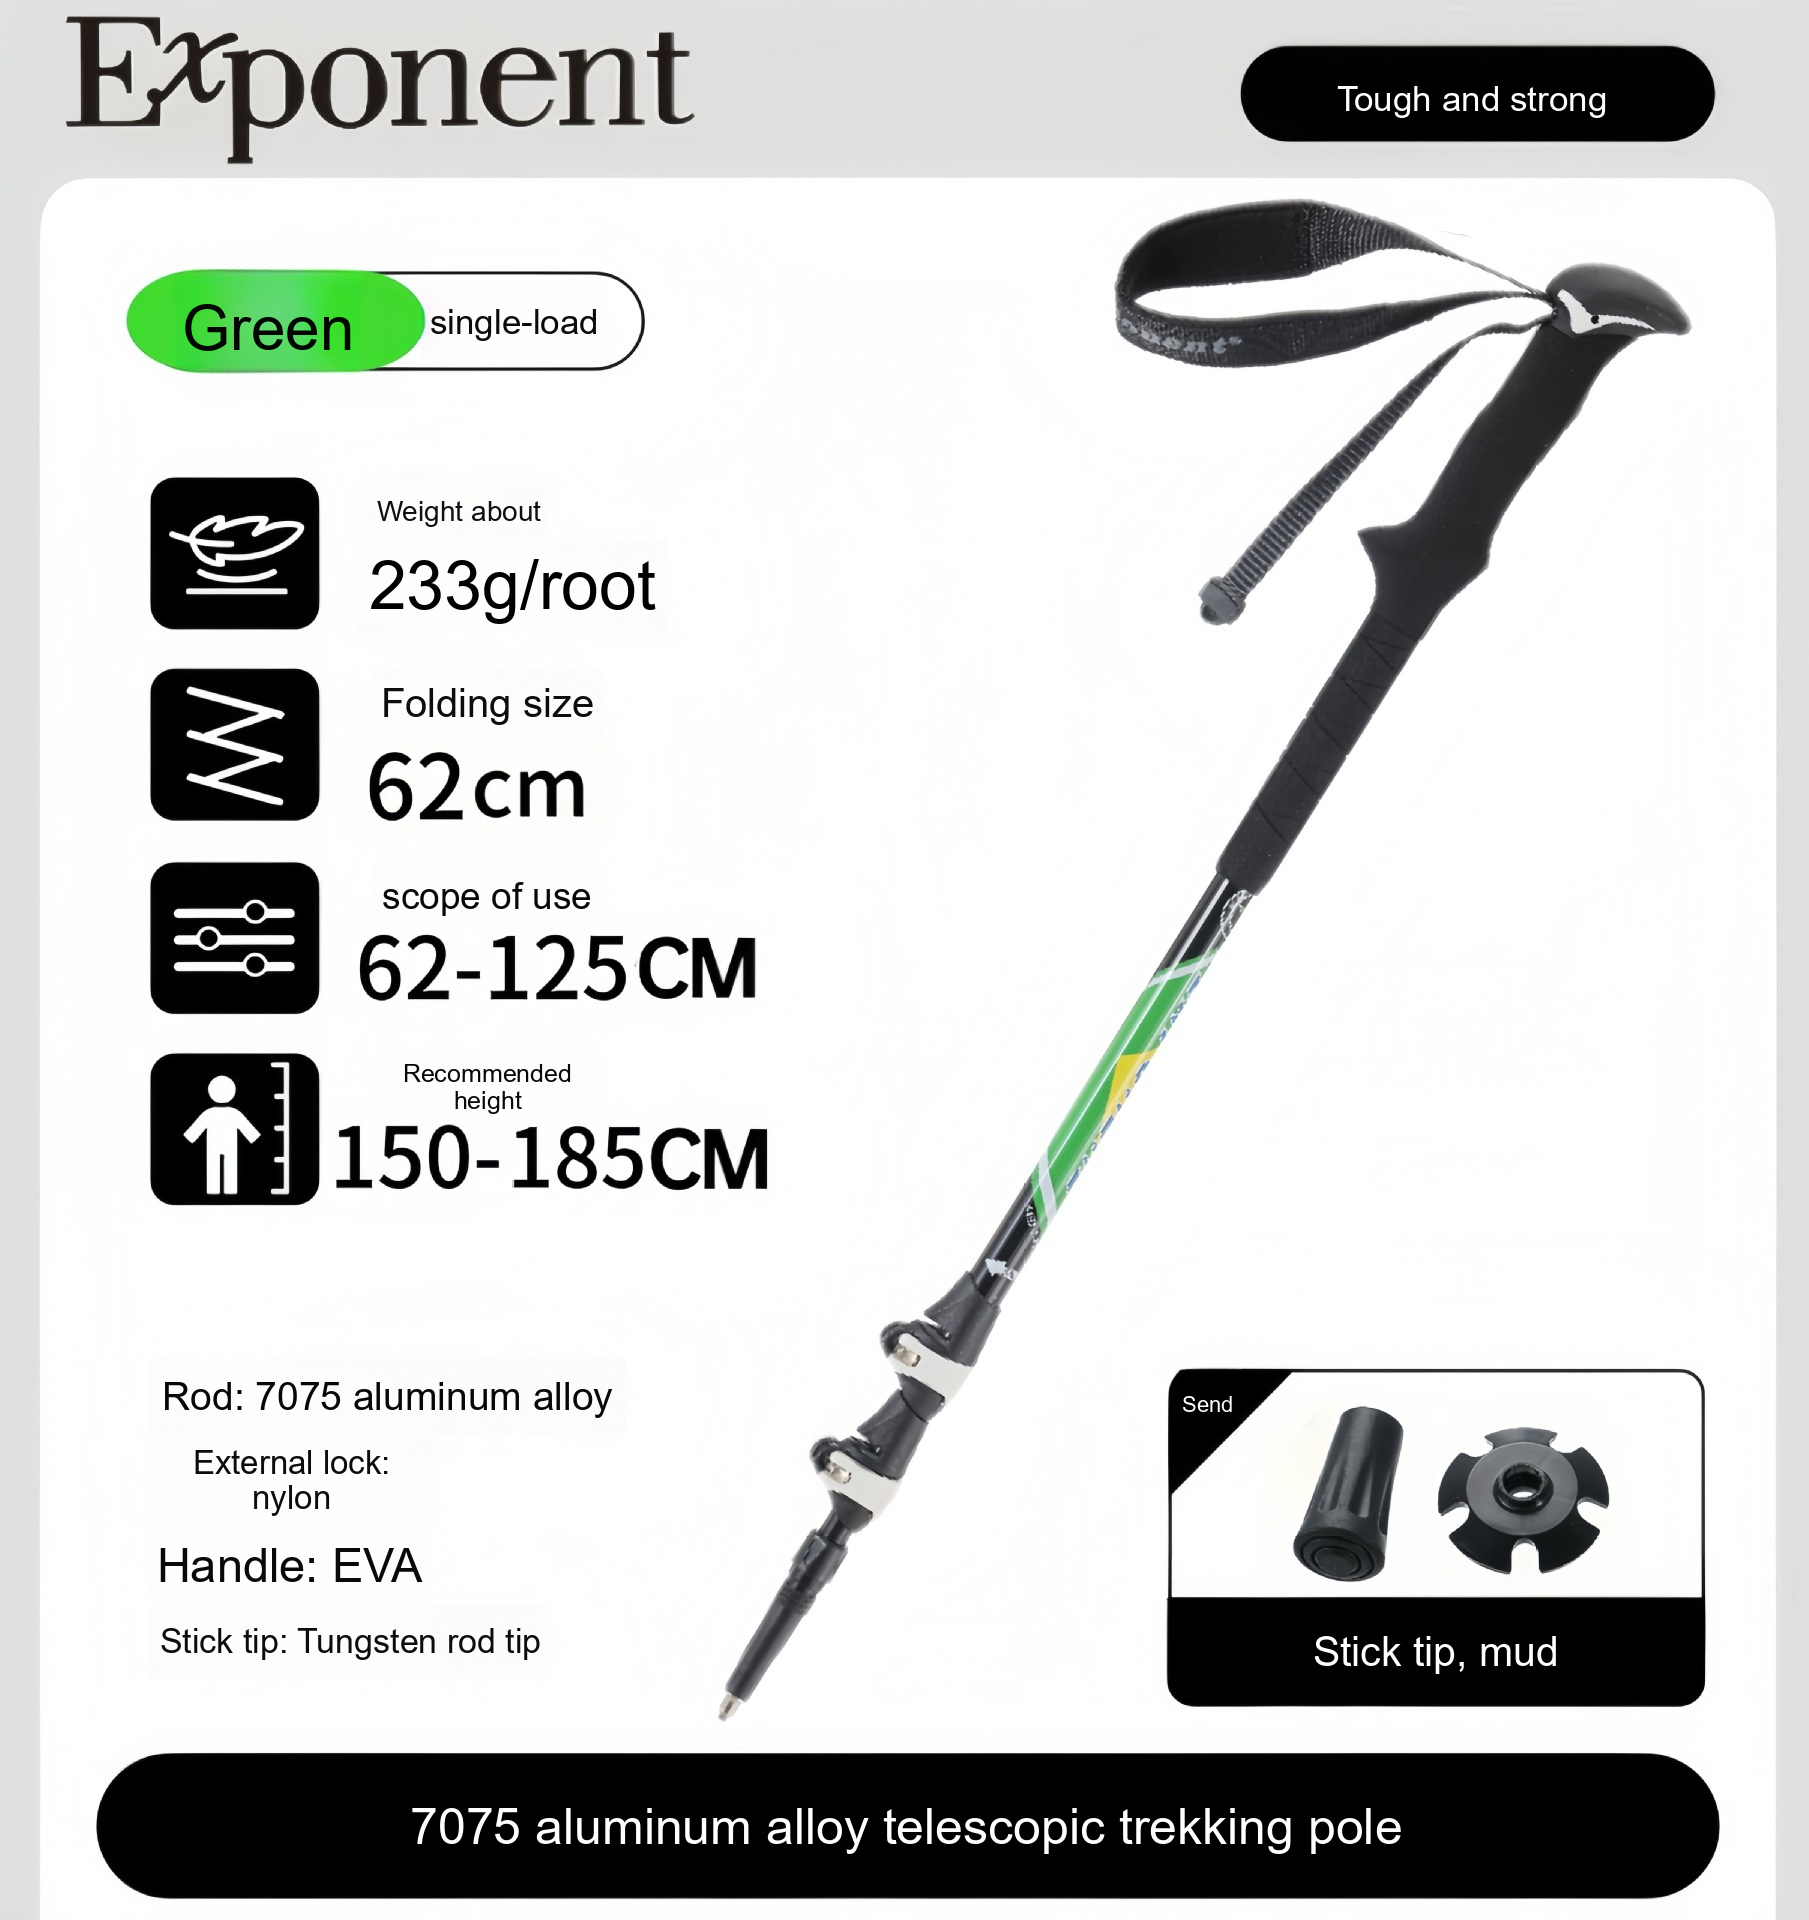 Exponent
Tough and strong
Green
single-load
Weight about
233g/root
Folding size
62cm
scope of use
62-125CM
Recommended
height
150-185CM
Rod: 7075 aluminum alloy
External lock:
nylon
Handle: EVA
Stick tip: Tungsten rod tip
Send
Stick tip, mud
7075 aluminum alloy telescopic trekking pole